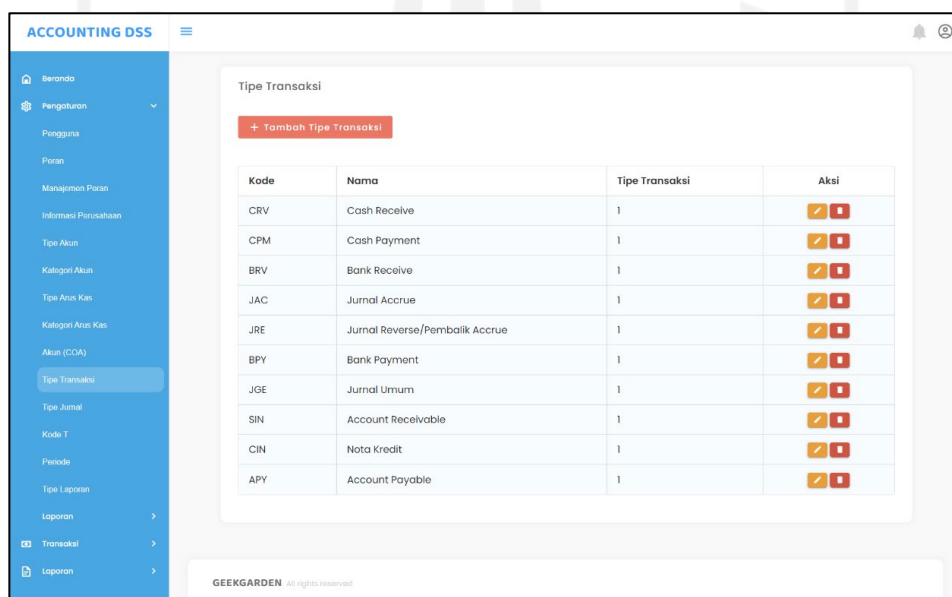 ACCOUNTING DSS
Beranda
Pengaturan
Pengguna
Peran
Manajemen Peran
Informasi Perusahaan
Tipe Akun
Kategori Akun
Tipe Arus Kas
Kategori Arus Kas
Akun (COA)
Tipe Transaksi
Tipe Jurnal
Kode T
Periode
Tipe Laporan
Laporan
Transaksi
Laporan
Tipe Transaksi
+ Tambah Tipe Transaksi
Kode Nama Tipe Transaksi Aksi
CRV Cash Receive 1
CPM Cash Payment 1
BRV Bank Receive 1
JAC Jurnal Accrue 1
JRE Jurnal Reverse/Pembalik Accrue 1
BPY Bank Payment 1
JGE Jurnal Umum 1
SIN Account Receivable 1
CIN Nota Kredit 1
APY Account Payable 1
GEEKGARDEN All rights reserved